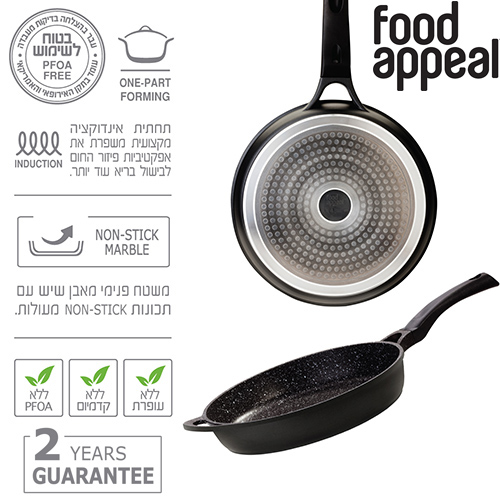 food
appeal
עבר בהצלחה בדיקות מעבדה
בטוח
לשימוש
PFOA
FREE
עומד בתקן האירופאי והאמריקאי
ONE-PART
FORMING
INDUCTION
תחתית אינדוקציה
מקצועית משפרת את
אפקטיביות פיזור החום
לבישול בריא עוד יותר.
NON-STICK
MARBLE
משטח פנימי מאבן שיש עם
תכונות NON-STICK מעולות.
ללא
PFOA
ללא
קדמיום
ללא
עופרת
2 YEARS
GUARANTEE